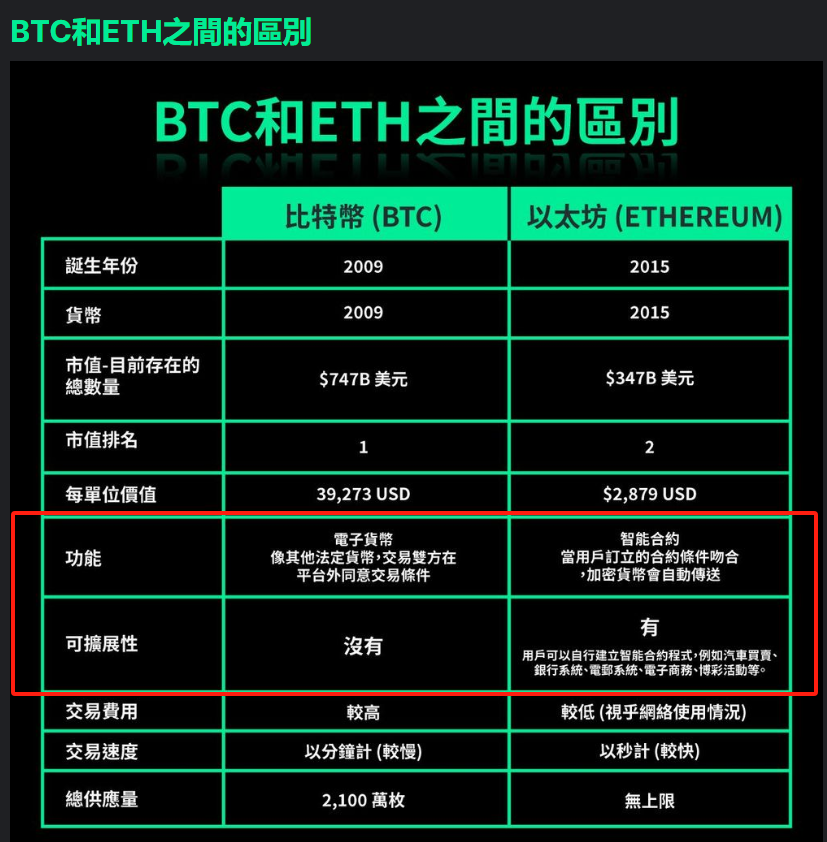 BTC和ETH之間的區別
BTC和ETH之間的區別
比特幣 (BTC)
以太坊 (ETHEREUM)
誕生年份
2009
2015
貨幣
2009
2015
市值-目前存在的
總數量
$747B 美元
$347B 美元
市值排名
1
2
每單位價值
39,273 USD
$2,879 USD
功能
電子貨幣
像其他法定貨幣,交易雙方在
平台外同意交易條件
智能合約
當用戶訂立的合約條件吻合
,加密貨幣會自動傳送
可擴展性
沒有
有
用戶可以自行建立智能合約程式,例如汽車買賣、
銀行系統、電郵系統、電子商務、博彩活動等。
交易費用
較高
較低 (視乎網絡使用情況)
交易速度
以分鐘計 (較慢)
以秒計 (較快)
總供應量
2,100 萬枚
無上限